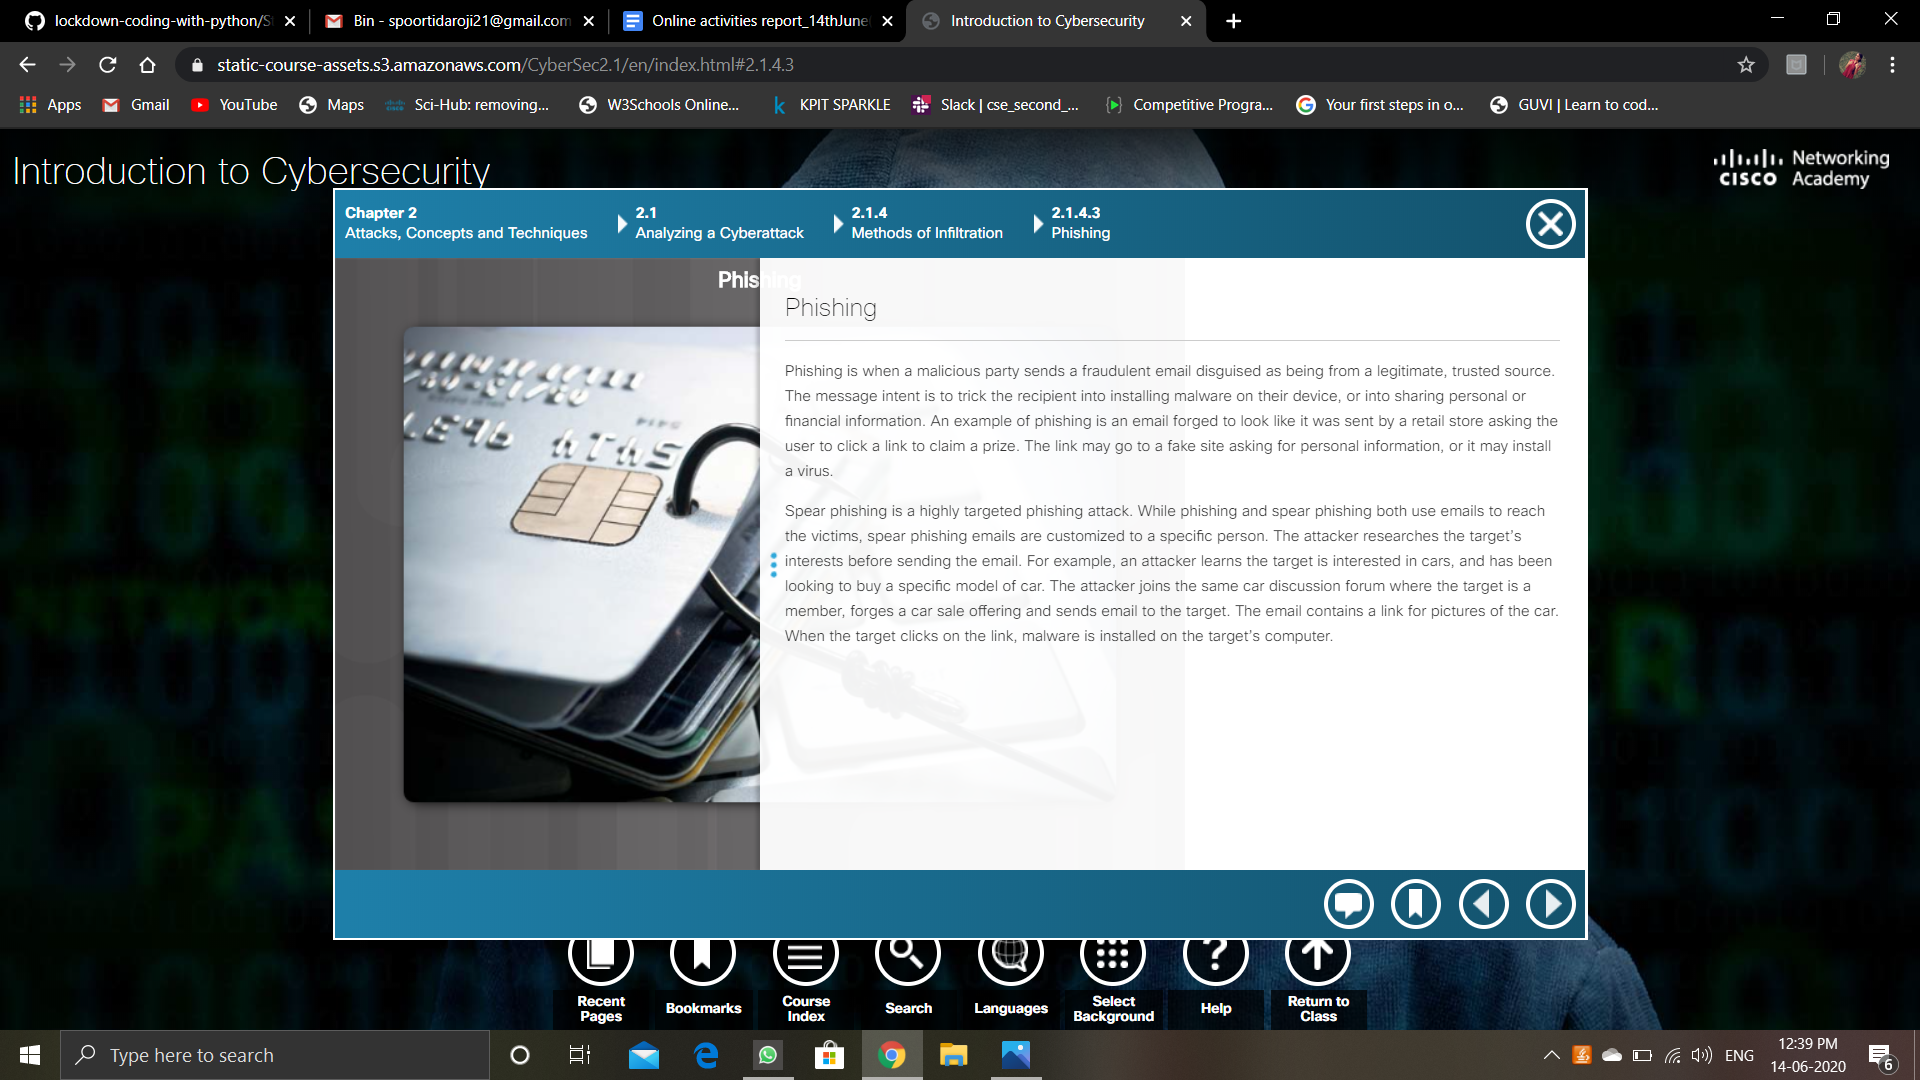 lockdown-coding-with-python/S
Bin - spoortidaroji21@gmail.com
Online activities report_14thJune
Introduction to Cybersecurity
static-course-assets.s3.amazonaws.com/CyberSec2.1/en/index.html#2.1.4.3
Apps
Gmail
YouTube
Maps
Sci-Hub: removing...
W3Schools Online...
KPIT SPARKLE
Slack | cse_second_...
Competitive Progra...
Your first steps in o...
GUVI | Learn to cod...
Introduction to Cybersecurity
CISCO
Networking
Academy
Chapter 2
Attacks, Concepts and Techniques
2.1
Analyzing a Cyberattack
2.1.4
Methods of Infiltration
2.1.4.3
Phishing
Phishing
Phishing
Phishing is when a malicious party sends a fraudulent email disguised as being from a legitimate, trusted source.
The message intent is to trick the recipient into installing malware on their device, or into sharing personal or
financial information. An example of phishing is an email forged to look like it was sent by a retail store asking the
user to click a link to claim a prize. The link may go to a fake site asking for personal information, or it may install
a virus.
Spear phishing is a highly targeted phishing attack. While phishing and spear phishing both use emails to reach
the victims, spear phishing emails are customized to a specific person. The attacker researches the target's
interests before sending the email. For example, an attacker learns the target is interested in cars, and has been
looking to buy a specific model of car. The attacker joins the same car discussion forum where the target is a
member, forges a car sale offering and sends email to the target. The email contains a link for pictures of the car.
When the target clicks on the link, malware is installed on the target's computer.
Recent
Pages
Bookmarks
Course
Index
Search
Languages
Select
Background
Help
Return to
Class
Type here to search
ENG
12:39 PM
14-06-2020
6